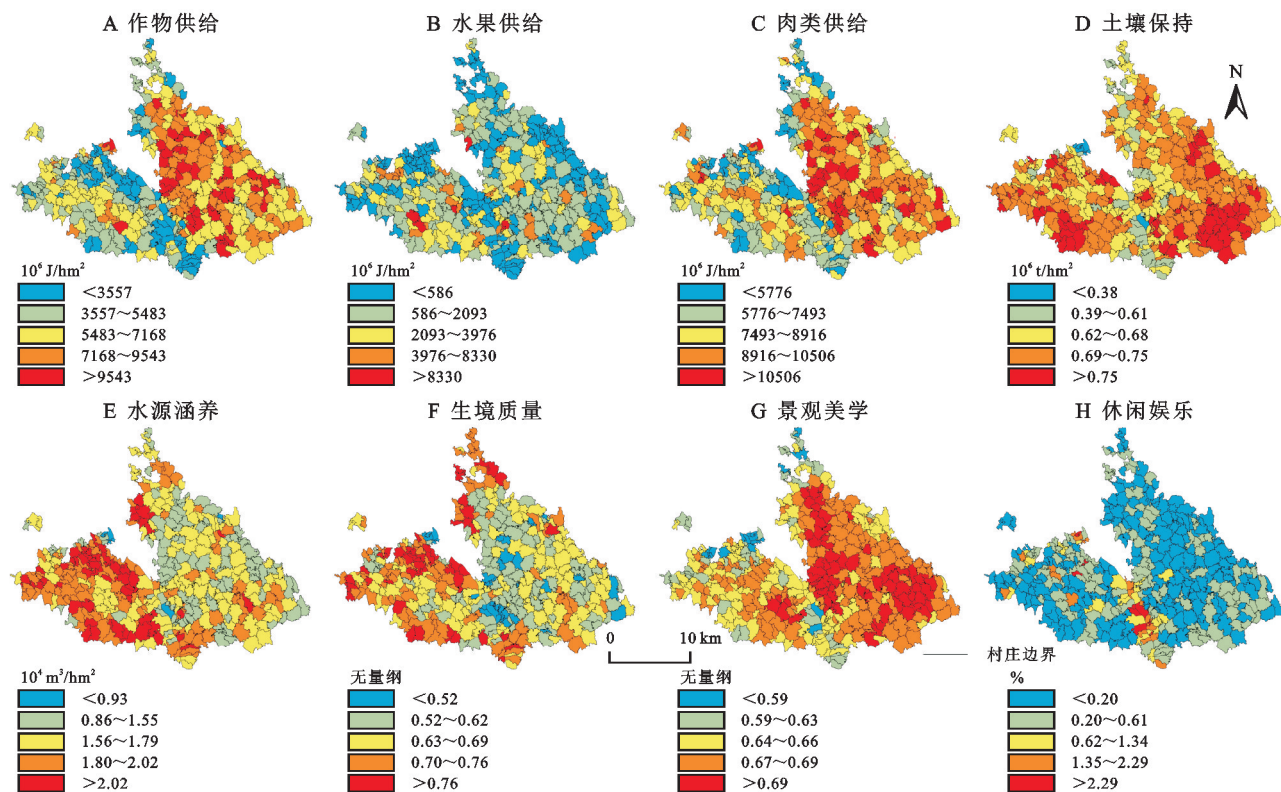 A 作物供给
B 水果供给
C 肉类供给
D 土壤保持
N
10⁶ J/hm²
<3557
3557～5483
5483～7168
7168～9543
>9543
10⁶ J/hm²
<586
586～2093
2093～3976
3976～8330
>8330
10⁶ J/hm²
<5776
5776～7493
7493～8916
8916～10506
>10506
10⁶ t/hm²
<0.38
0.39～0.61
0.62～0.68
0.69～0.75
>0.75
E 水源涵养
F 生境质量
G 景观美学
H 休闲娱乐
0 10 km
村庄边界
10⁴ m³/hm²
<0.93
0.86～1.55
1.56～1.79
1.80～2.02
>2.02
无量纲
<0.52
0.52～0.62
0.63～0.69
0.70～0.76
>0.76
无量纲
<0.59
0.59～0.63
0.64～0.66
0.67～0.69
>0.69
%
<0.20
0.20～0.61
0.62～1.34
1.35～2.29
>2.29